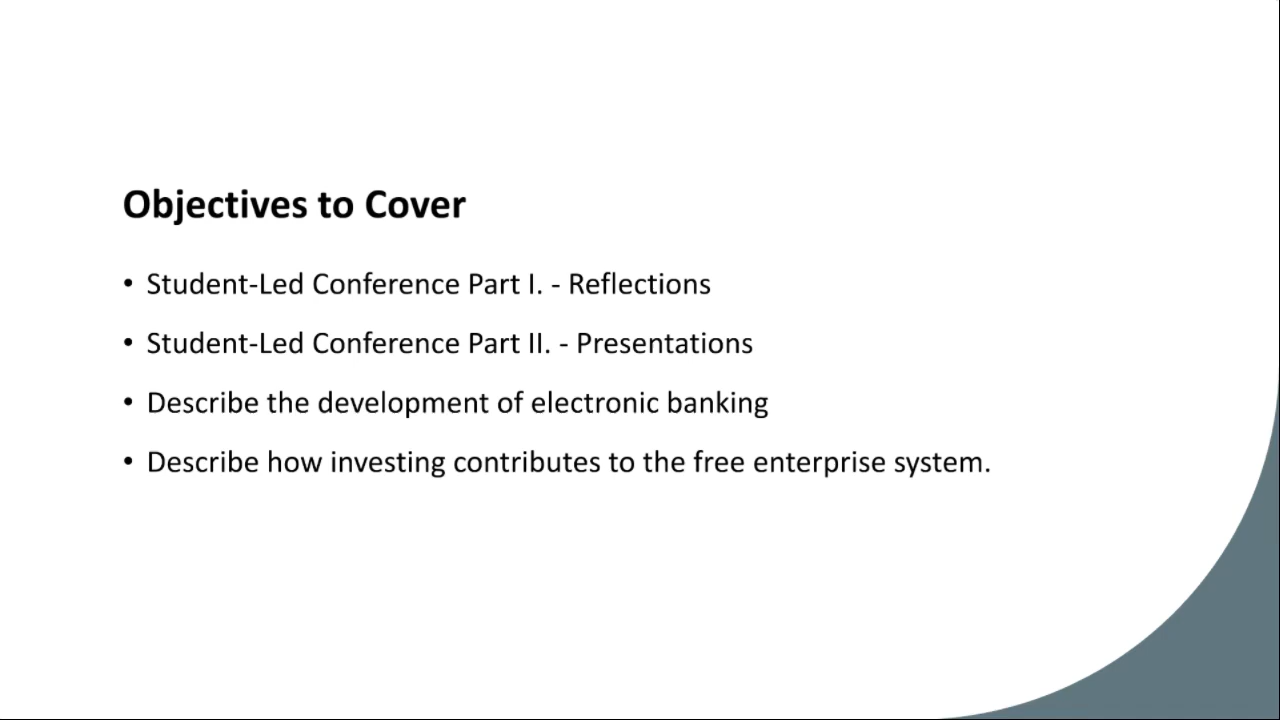 Objectives to Cover
• Student-Led Conference Part I. - Reflections
• Student-Led Conference Part II. - Presentations
• Describe the development of electronic banking
• Describe how investing contributes to the free enterprise system.